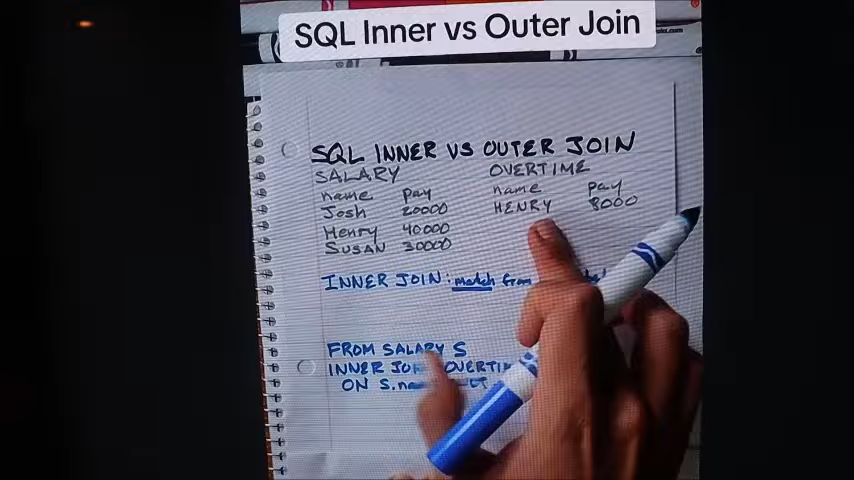 SQL Inner vs Outer Join
SQL INNER VS OUTER JOIN
SALARY OVERTIME
name pay name pay
Josh 20000 HENRY 8000
Henry 40000
SUSAN 30000
INNER JOIN: match from
FROM SALARY S
INNER
ON